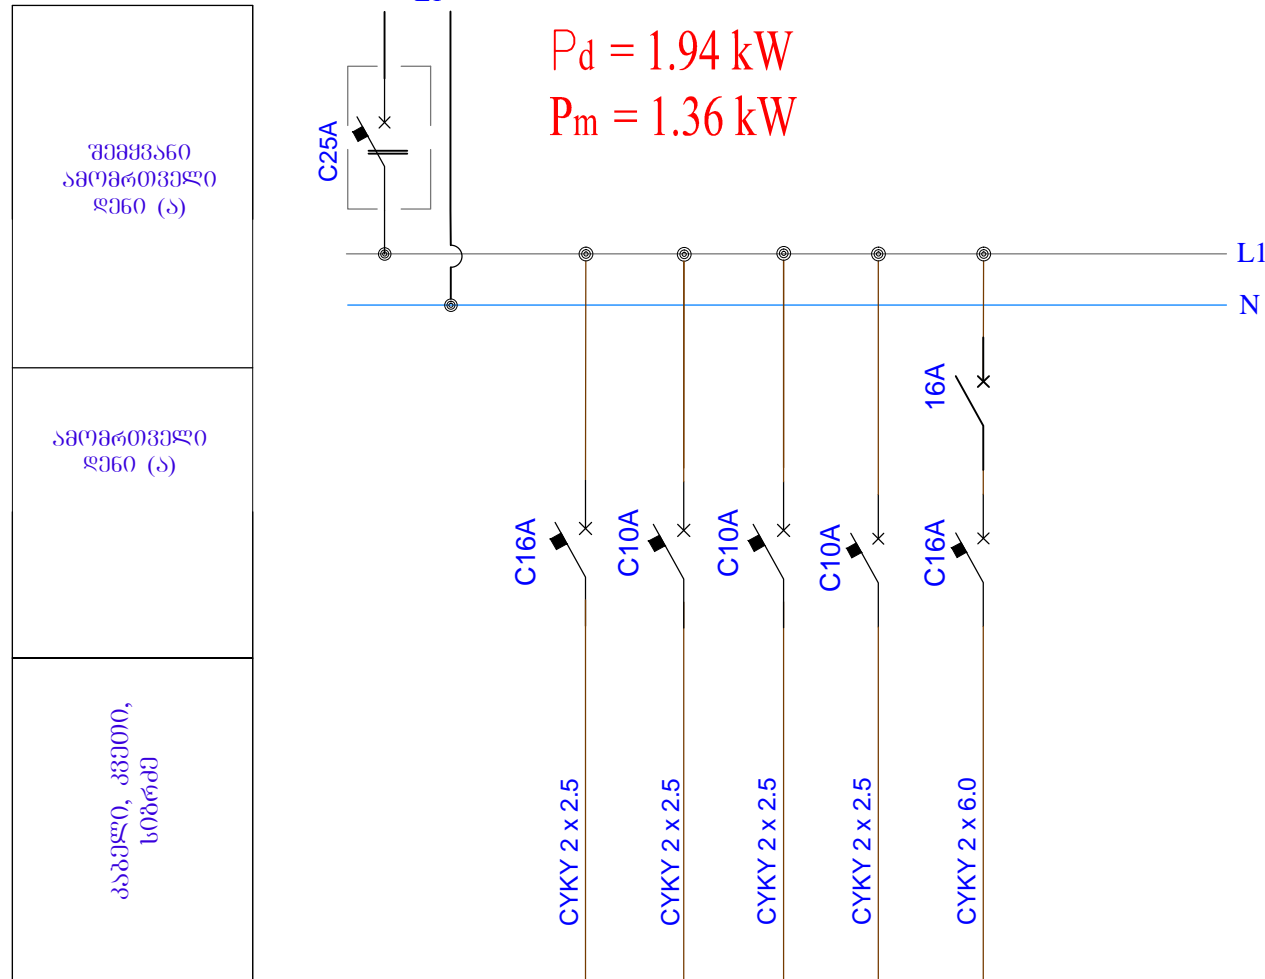 Pd = 1.94 kW
Pm = 1.36 kW
C25A
შემყვანი
ამომრთველი
დენი (ა)
L1
N
16A
ამომრთველი
დენი (ა)
C16A
C10A
C10A
C10A
C16A
კაბელი, კვეთი,
სიგრძე
CYKY 2 x 2.5
CYKY 2 x 2.5
CYKY 2 x 2.5
CYKY 2 x 2.5
CYKY 2 x 6.0